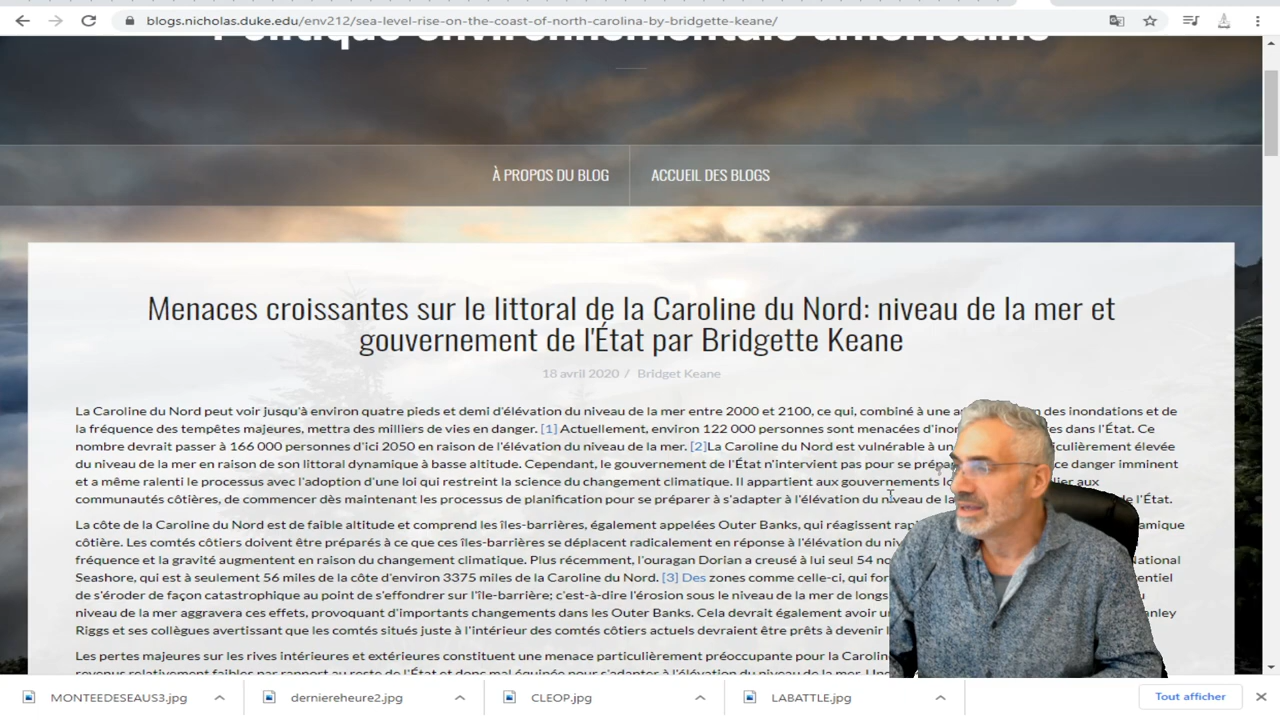 blogs.nicholas.duke.edu/env212/sea-level-rise-on-the-coast-of-north-carolina-by-bridgette-keane/
Politique environnementale américaine
À PROPOS DU BLOG
ACCUEIL DES BLOGS
Menaces croissantes sur le littoral de la Caroline du Nord: niveau de la mer et
gouvernement de l'État par Bridgette Keane
18 avril 2020 / Bridget Keane
La Caroline du Nord peut voir jusqu'à environ quatre pieds et demi d'élévation du niveau de la mer entre 2000 et 2100, ce qui, combiné à une des inondations et de
la fréquence des tempêtes majeures, mettra des milliers de vies en danger. [1] Actuellement, environ 122 000 personnes sont menacées dans l'État. Ce
nombre devrait passer à 166 000 personnes d'ici 2050 en raison de l'élévation du niveau de la mer. [2]La Caroline du Nord est vulnérable à élevée
du niveau de la mer en raison de son littoral dynamique à basse altitude. Cependant, le gouvernement de l'État n'intervient pas pour se ce danger imminent
et a même ralenti le processus avec l'adoption d'une loi qui restreint la science du changement climatique. Il appartient aux gouvernements aux
communautés côtières, de commencer dès maintenant les processus de planification pour se préparer à s'adapter à l'élévation du niveau de la de l'État.
La côte de la Caroline du Nord est de faible altitude et comprend les îles-barrières, également appelées Outer Banks, qui réagissent
côtière. Les comtés côtiers doivent être préparés à ce que ces îles-barrières se déplacent radicalement en réponse à l'élévation du
fréquence et la gravité augmentent en raison du changement climatique. Plus récemment, l'ouragan Dorian a creusé à lui seul 54
Seashore, qui est à seulement 56 miles de la côte d'environ 3375 miles de la Caroline du Nord. [3] Des zones comme celle-ci, qui
de s'éroder de façon catastrophique au point de s'effondrer sur l'île-barrière; c'est-à-dire l'érosion sous le niveau de la mer de longs
niveau de la mer aggravera ces effets, provoquant d'importants changements dans les Outer Banks. Cela devrait également avoir
Riggs et ses collègues avertissant que les comtés situés juste à l'intérieur des comtés côtiers actuels devraient être prêts à devenir
Les pertes majeures sur les rives intérieures et extérieures constituent une menace particulièrement préoccupante pour la
MONTEEDESEAUS3.jpg
derniereheure2.jpg
CLEOP.jpg
LABATTLE.jpg
Tout afficher